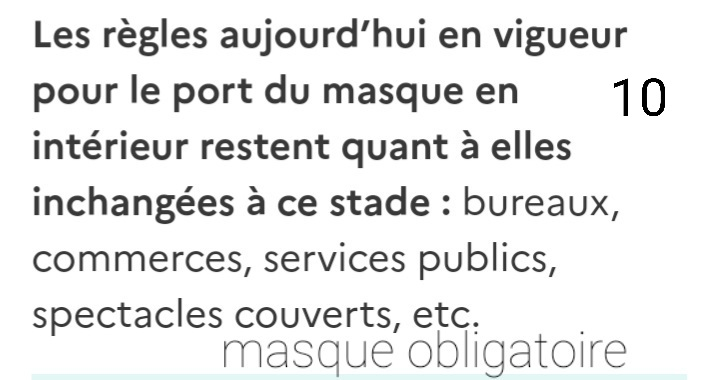 Les règles aujourd’hui en vigueur
pour le port du masque en
10
intérieur restent quant à elles
inchangées à ce stade : bureaux,
commerces, services publics,
spectacles couverts, etc.
masque obligatoire